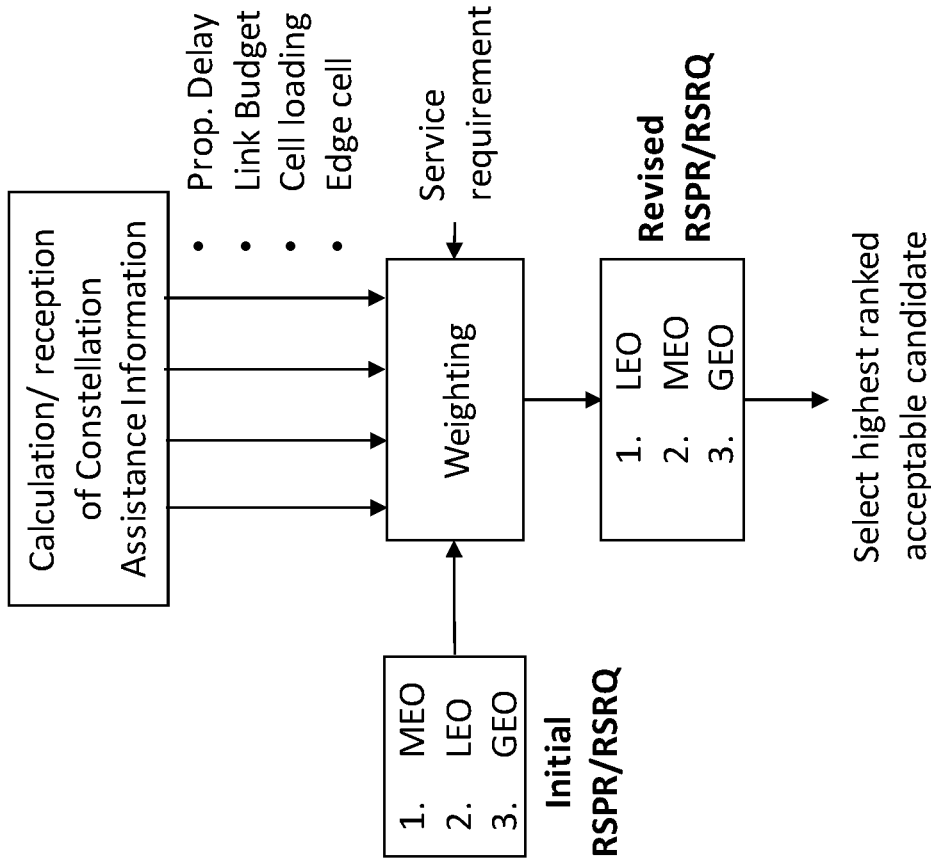 Calculation/ reception
of Constellation
Assistance Information
• Prop. Delay
• Link Budget
• Cell loading
• Edge cell
Service
requirement
Weighting
1. MEO
2. LEO
3. GEO
Initial
RSPR/RSRQ
1. LEO
2. MEO
3. GEO
Revised
RSPR/RSRQ
Select highest ranked
acceptable candidate